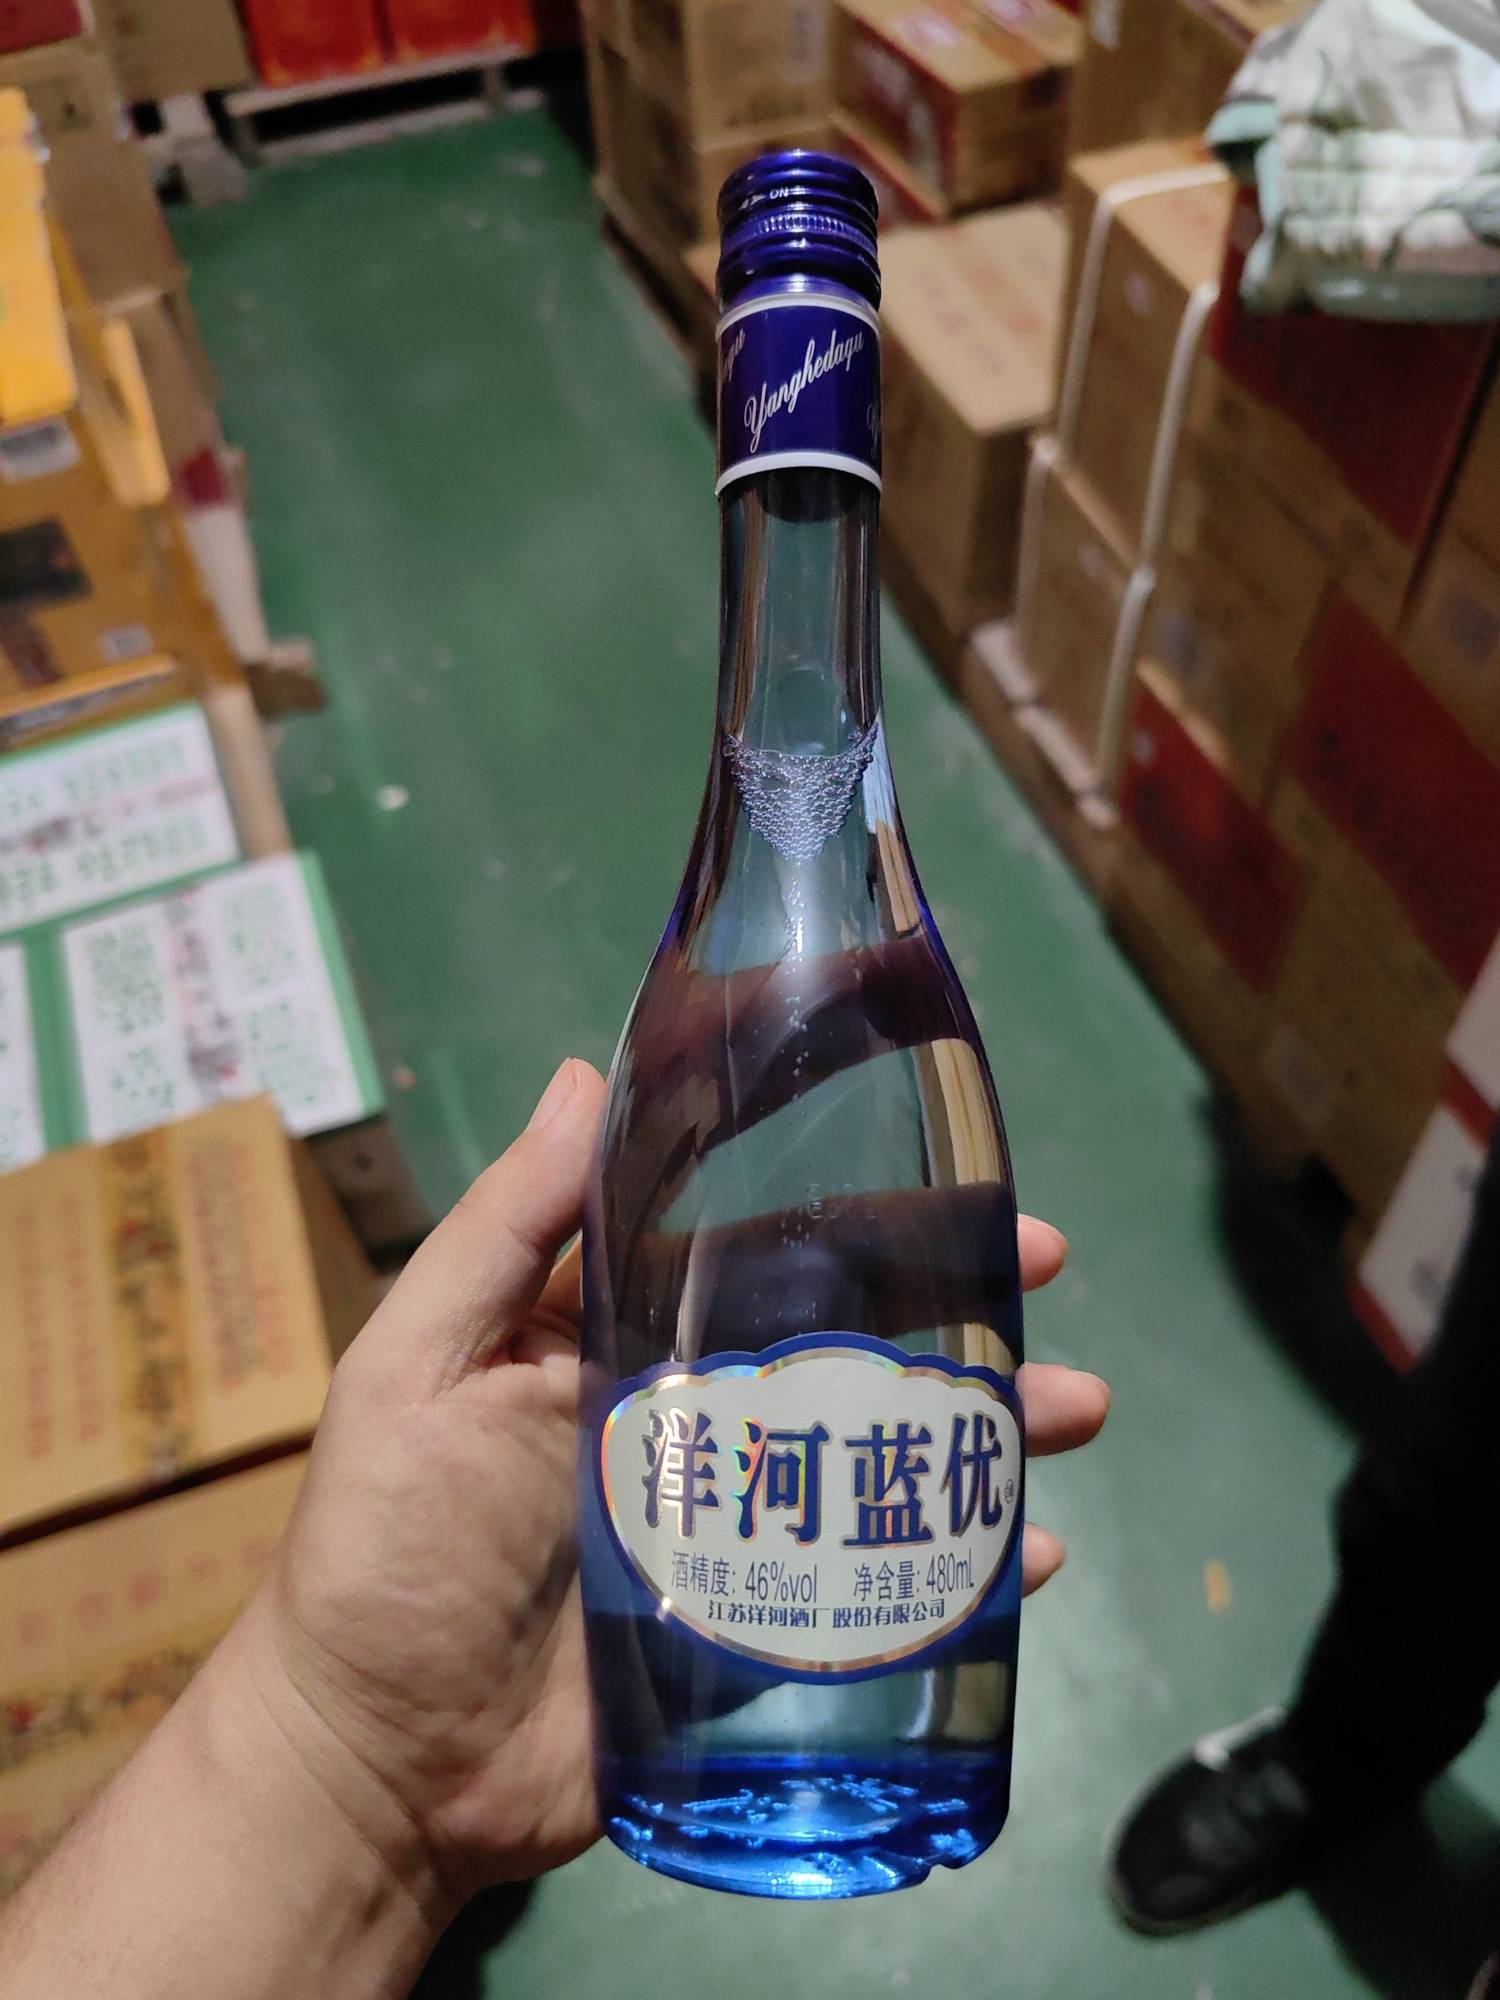 ON
Yanghedaqu
洋河蓝优
酒精度: 46%vol 净含量: 480mL
江苏洋河酒厂股份有限公司